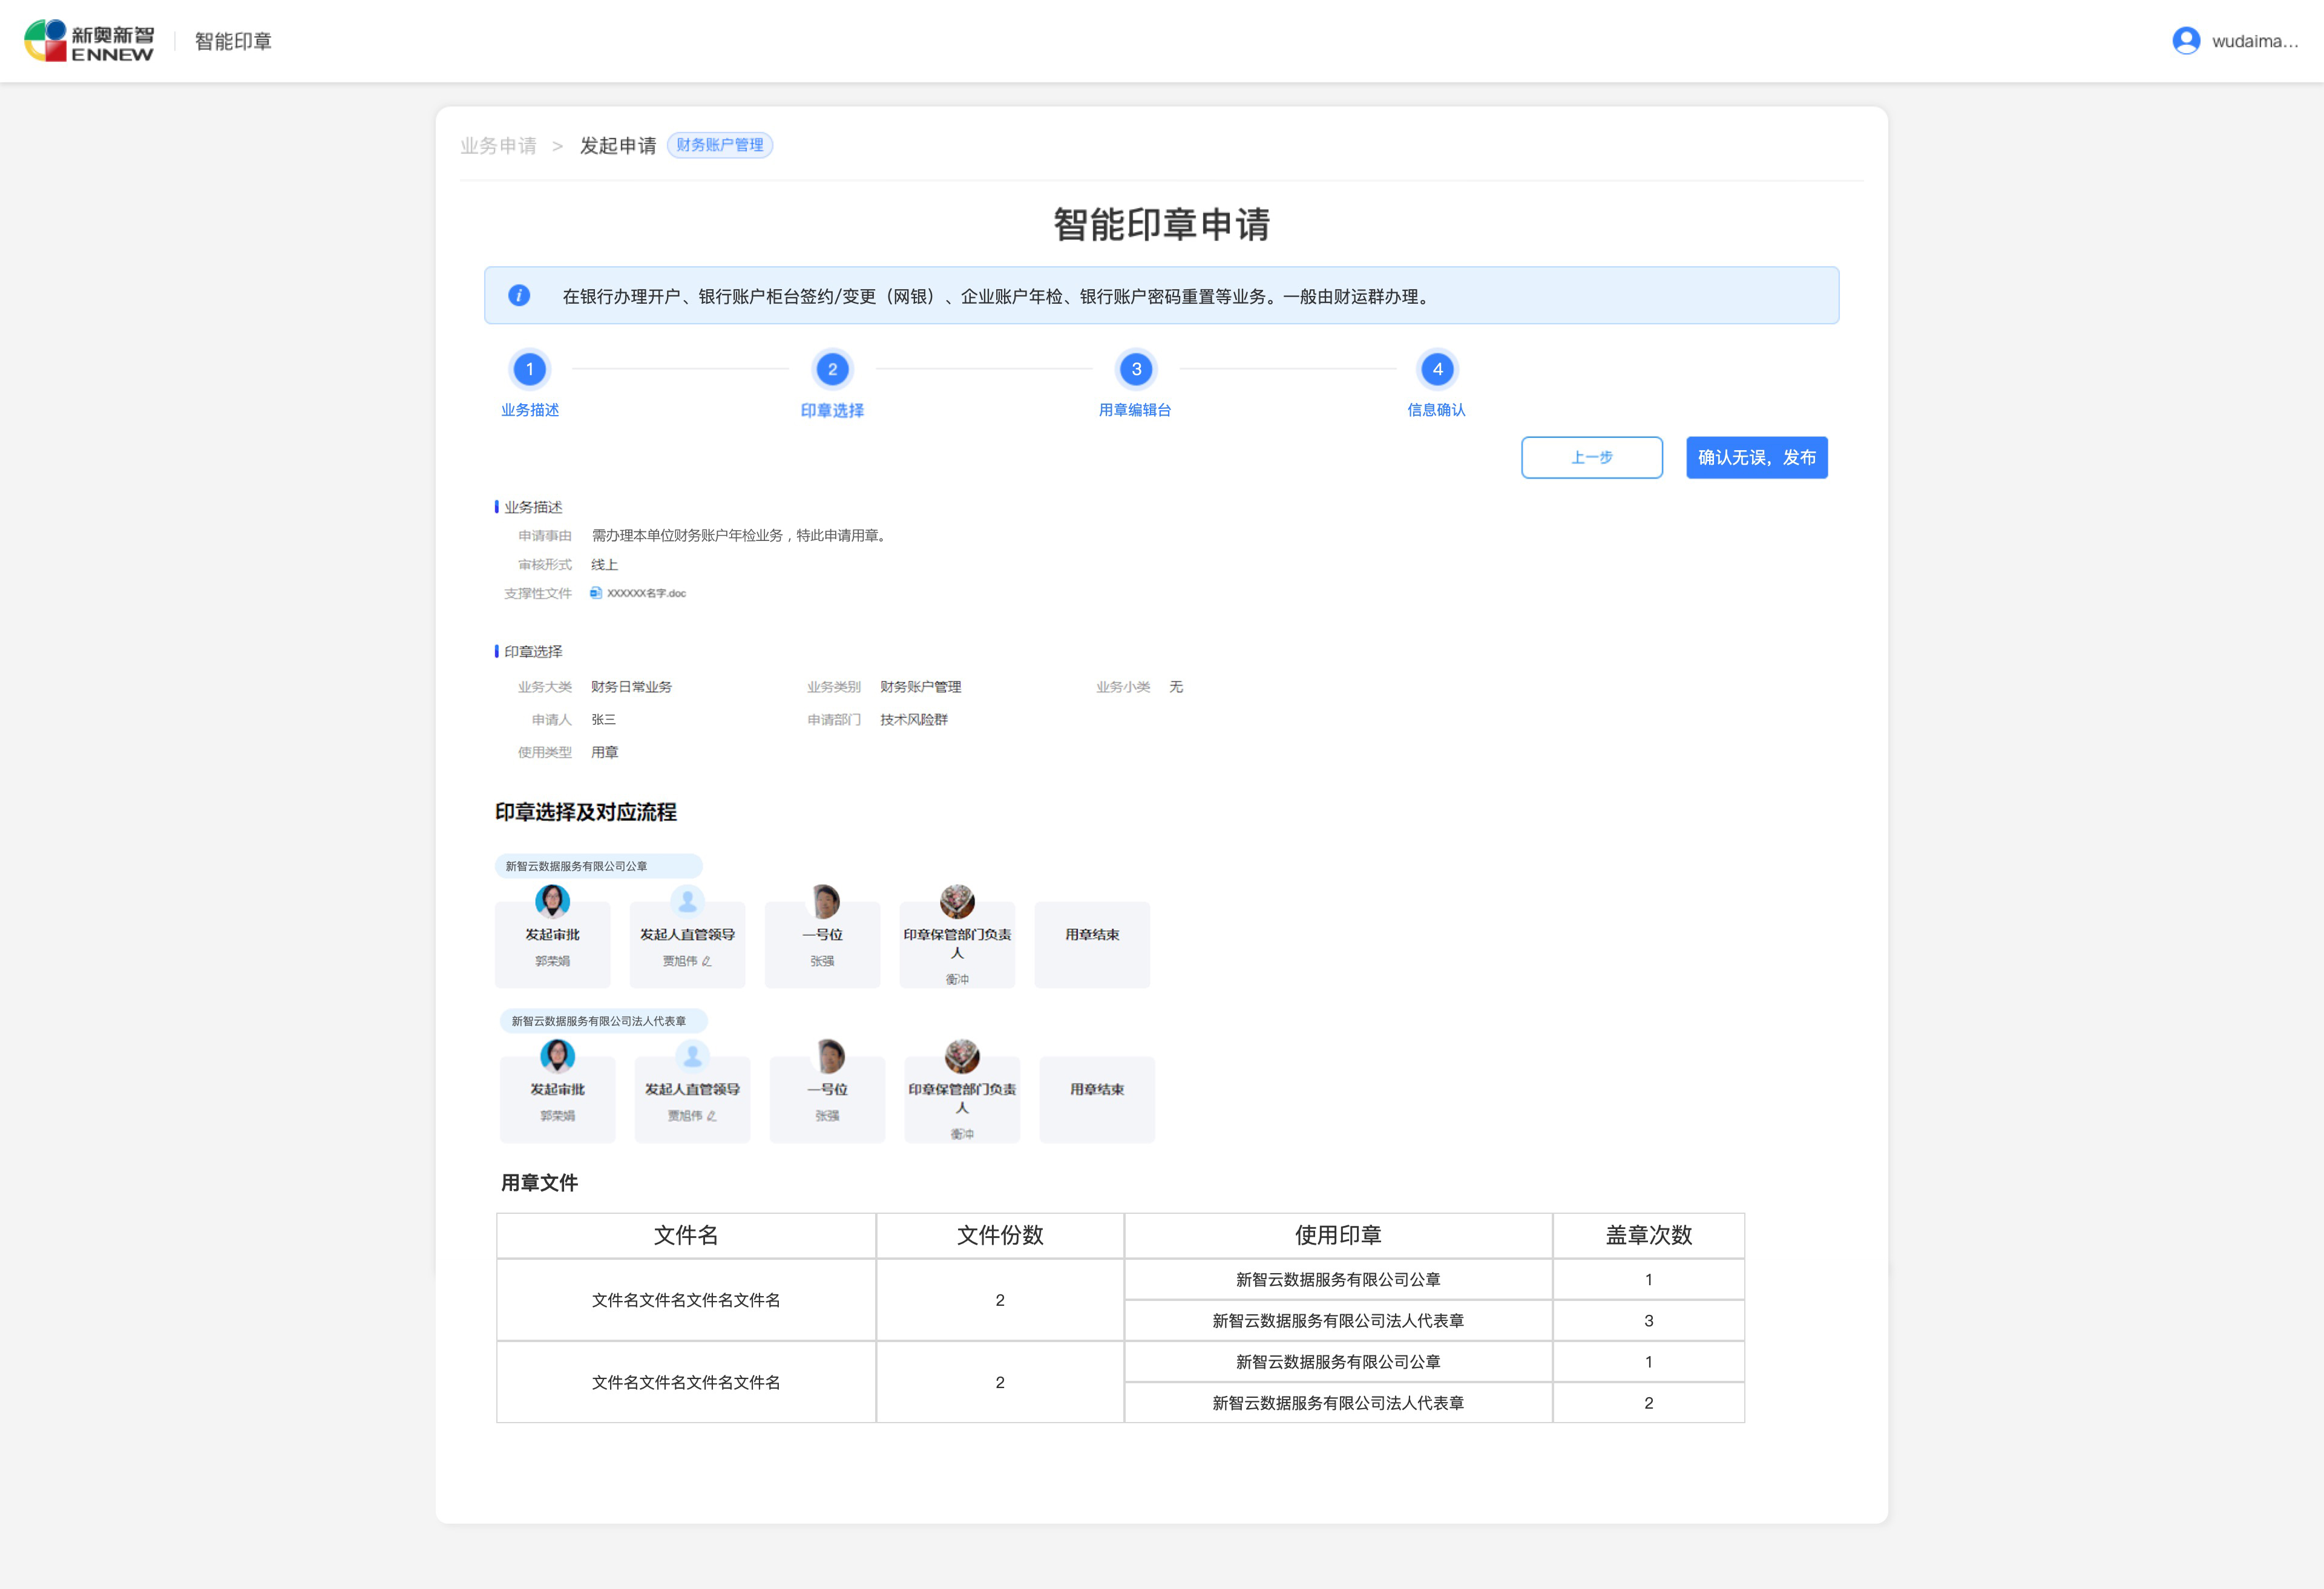 新奥新智
ENNEW
智能印章
wudaima...
业务申请 > 发起申请 财务账户管理
智能印章申请
i 在银行办理开户、银行账户柜台签约/变更（网银）、企业账户年检、银行账户密码重置等业务。一般由财运群办理。
1 2 3 4
业务描述 印章选择 用章编辑台 信息确认
上一步 确认无误，发布
业务描述
申请事由 需办理本单位财务账户年检业务，特此申请用章。
审核形式 线上
支撑性文件 XXXXXX名字.doc
印章选择
业务大类 财务日常业务 业务类别 财务账户管理 业务小类 无
申请人 张三 申请部门 技术风险群
使用类型 用章
印章选择及对应流程
新智云数据服务有限公司公章
发起审批 发起人直管领导 一号位 印章保管部门负责人 用章结束
郭荣娟 贾旭伟 张强 衡冲
新智云数据服务有限公司法人代表章
发起审批 发起人直管领导 一号位 印章保管部门负责人 用章结束
郭荣娟 贾旭伟 张强 衡冲
用章文件
文件名 文件份数 使用印章 盖章次数
文件名文件名文件名文件名 2 新智云数据服务有限公司公章 1
新智云数据服务有限公司法人代表章 3
文件名文件名文件名文件名 2 新智云数据服务有限公司公章 1
新智云数据服务有限公司法人代表章 2